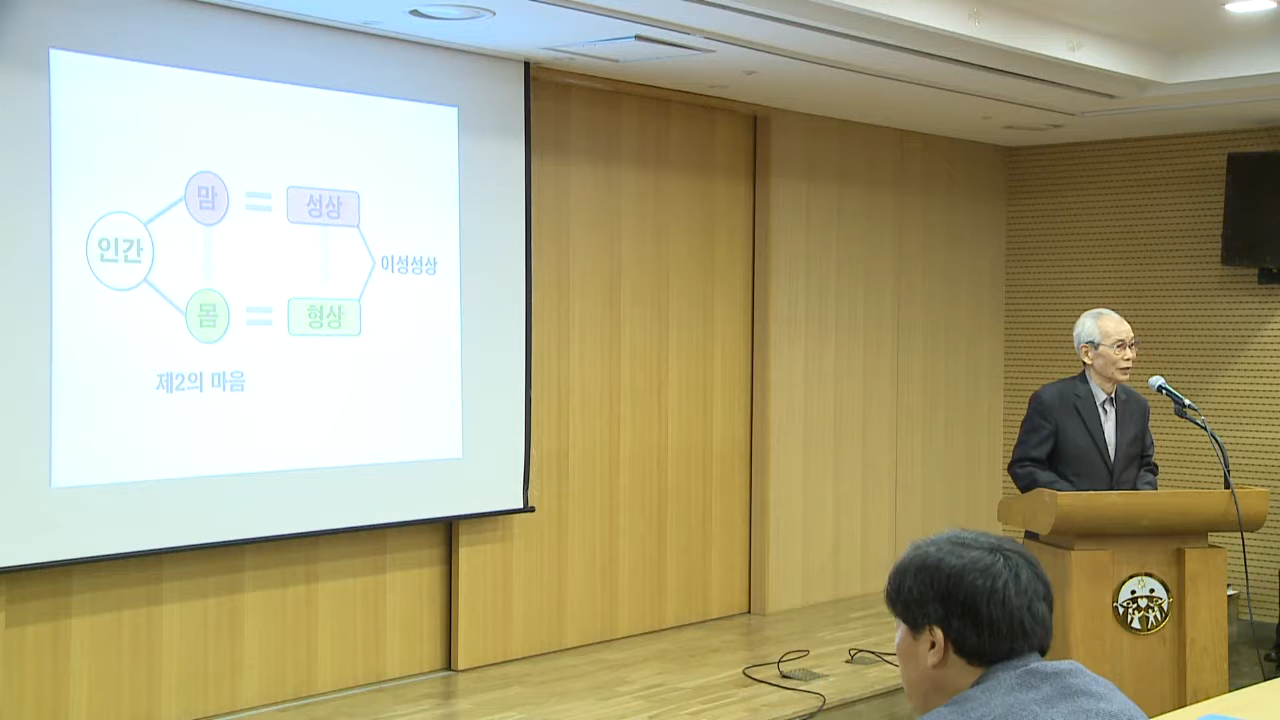 맘 = 성상
인간
이성성상
몸 = 형상
제2의 마음